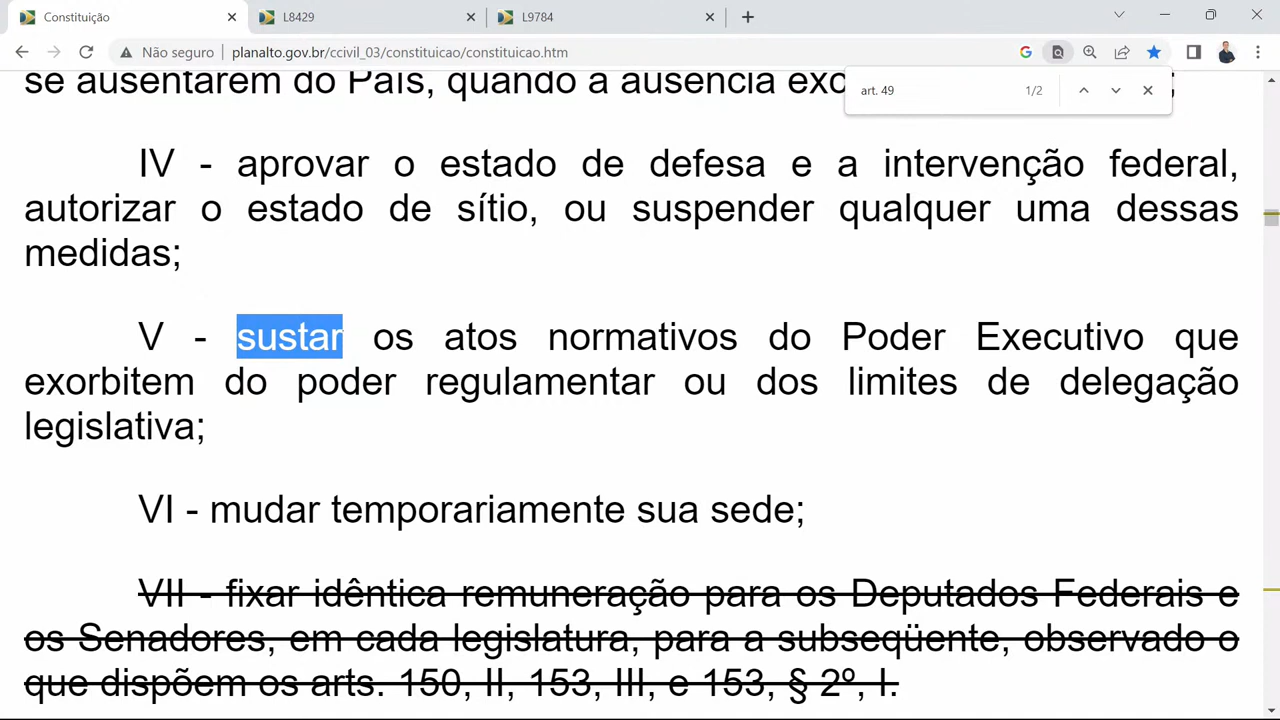 Constituição
L8429
L9784
Não seguro
planalto.gov.br/ccivil_03/constituicao/constituicao.htm
art. 49
1/2
se ausentarem do País, quando a ausência exc
IV - aprovar o estado de defesa e a intervenção federal,
autorizar o estado de sítio, ou suspender qualquer uma dessas
medidas;
V - sustar os atos normativos do Poder Executivo que
exorbitem do poder regulamentar ou dos limites de delegação
legislativa;
VI - mudar temporariamente sua sede;
VII - fixar idêntica remuneração para os Deputados Federais e
os Senadores, em cada legislatura, para a subseqüente, observado o
que dispõem os arts. 150, II, 153, III, e 153, § 2º, I.